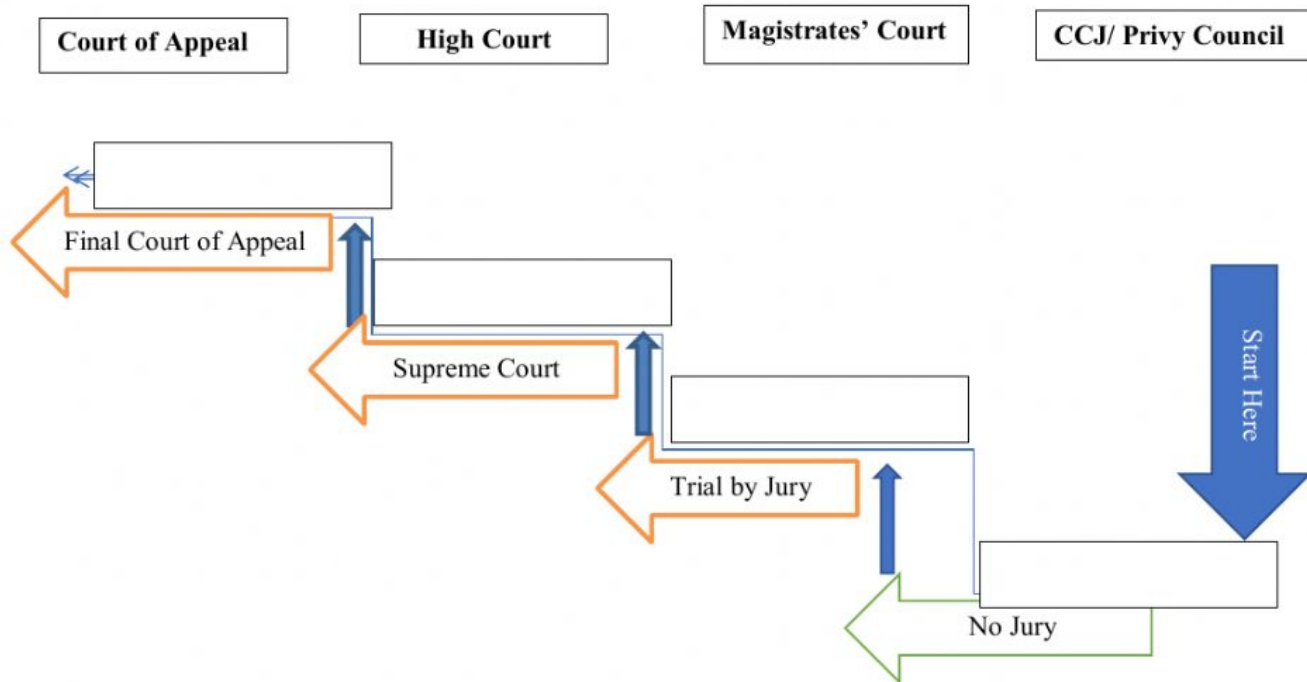 Court of Appeal
High Court
Magistrates’ Court
CCJ/ Privy Council
Final Court of Appeal
Supreme Court
Start Here
Trial by Jury
No Jury